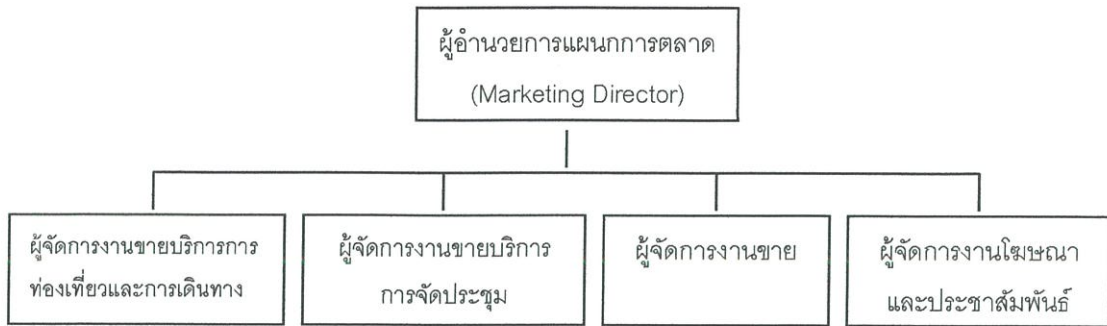 ผู้อำนวยการแผนกการตลาด
(Marketing Director)
ผู้จัดการงานขายบริการการ
ท่องเที่ยวและการเดินทาง
ผู้จัดการงานขายบริการ
การจัดประชุม
ผู้จัดการงานขาย
ผู้จัดการงานโฆษณา
และประชาสัมพันธ์